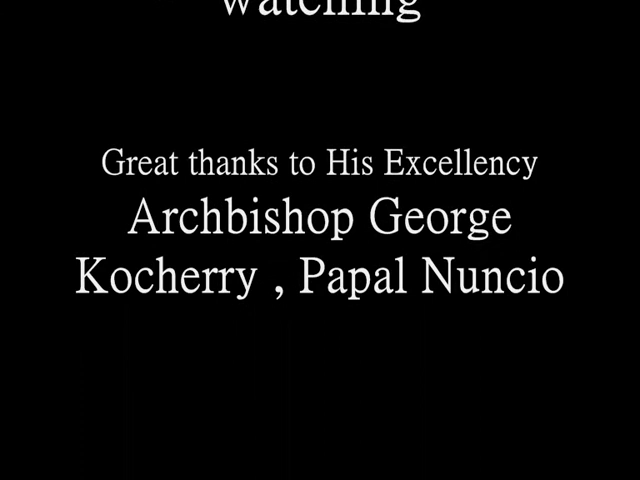 watching
Great thanks to His Excellency
Archbishop George
Kocherry , Papal Nuncio